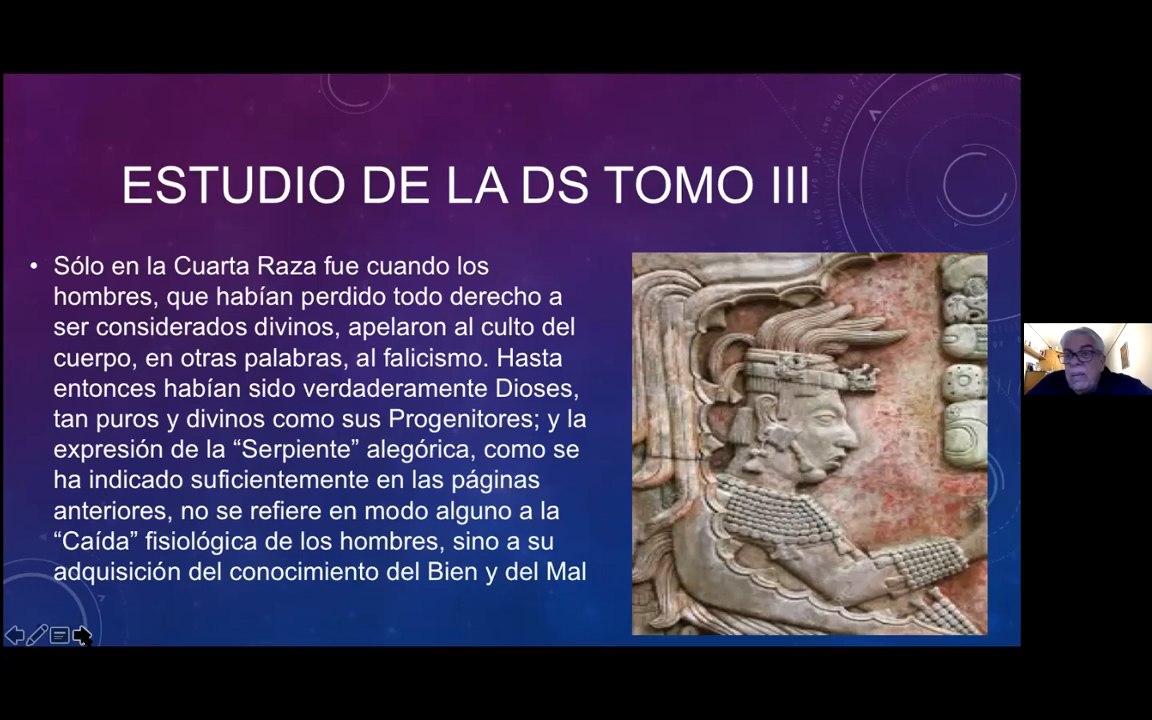 ESTUDIO DE LA DS TOMO III
• Sólo en la Cuarta Raza fue cuando los
hombres, que habían perdido todo derecho a
ser considerados divinos, apelaron al culto del
cuerpo, en otras palabras, al falicismo. Hasta
entonces habían sido verdaderamente Dioses,
tan puros y divinos como sus Progenitores; y la
expresión de la “Serpiente” alegórica, como se
ha indicado suficientemente en las páginas
anteriores, no se refiere en modo alguno a la
“Caída” fisiológica de los hombres, sino a su
adquisición del conocimiento del Bien y del Mal